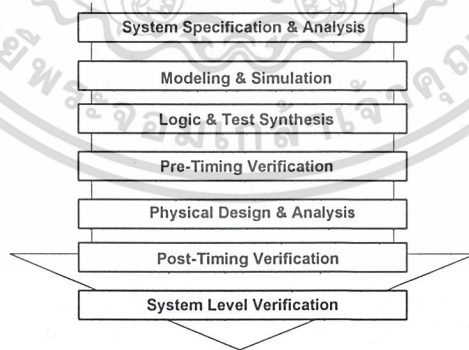 System Specification & Analysis
Modeling & Simulation
Logic & Test Synthesis
Pre-Timing Verification
Physical Design & Analysis
Post-Timing Verification
System Level Verification